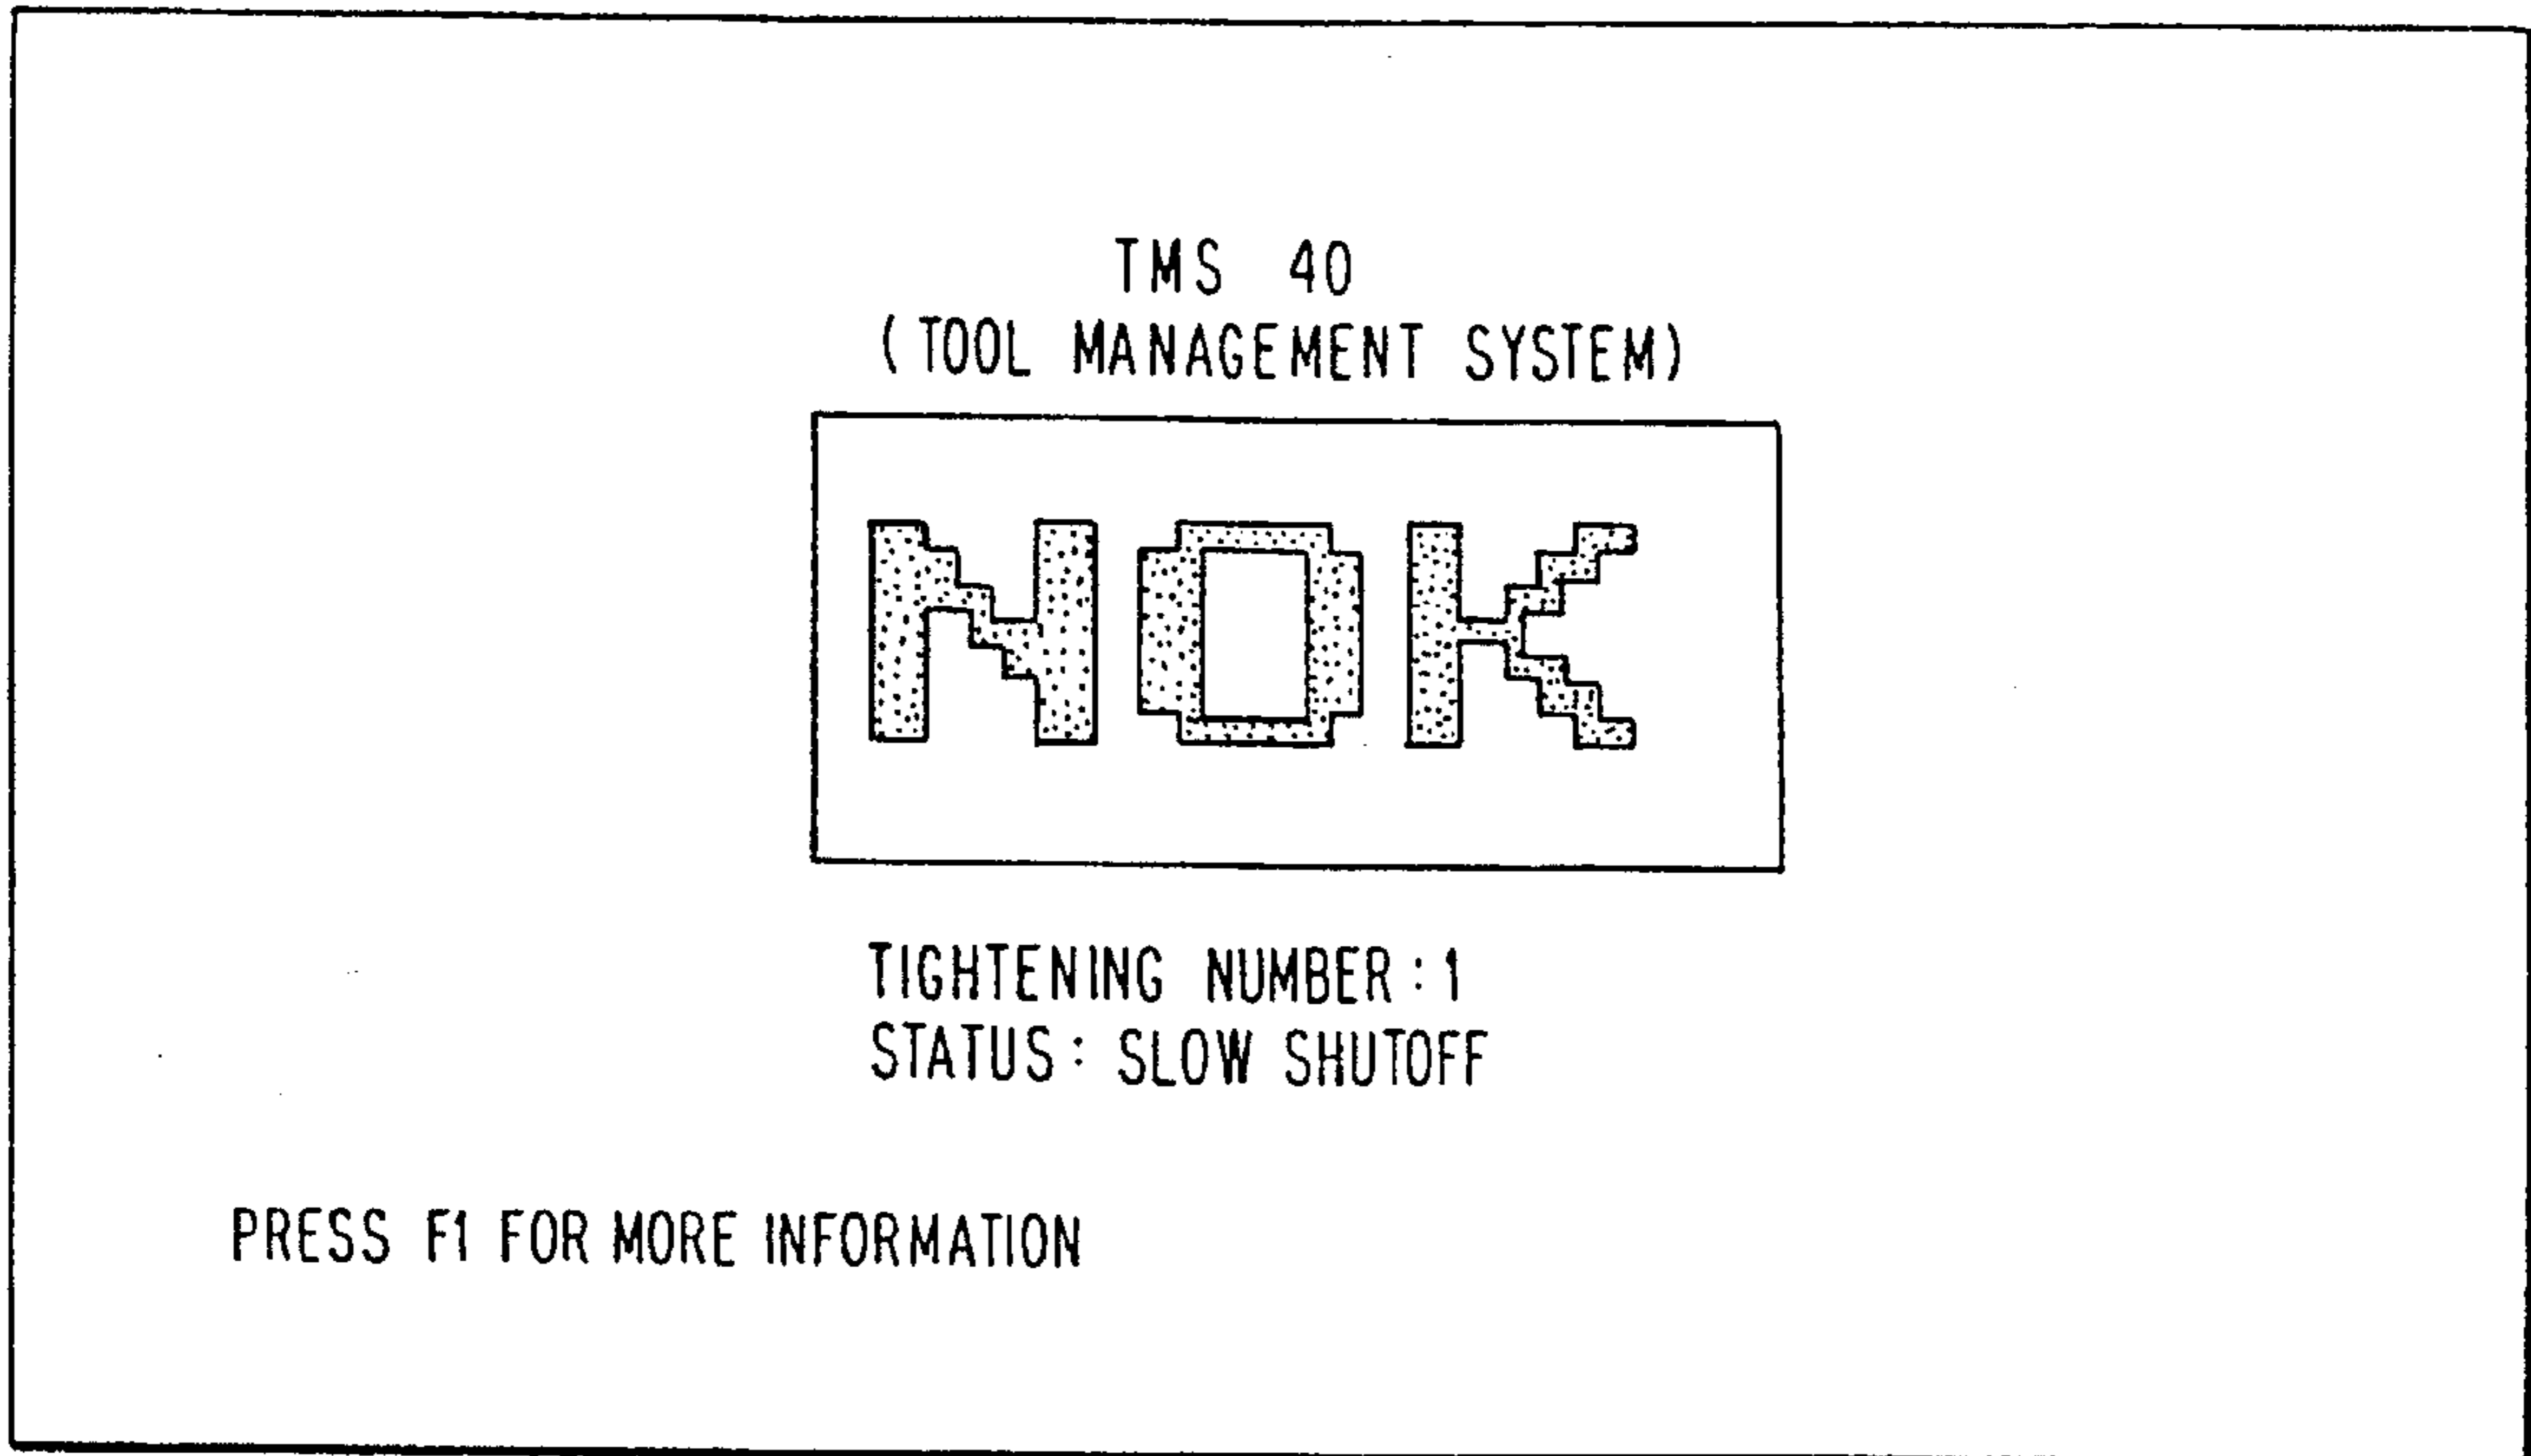 TMS 40
(TOOL MANAGEMENT SYSTEM)
NOK
TIGHTENING NUMBER:1
STATUS: SLOW SHUTOFF
PRESS F1 FOR MORE INFORMATION